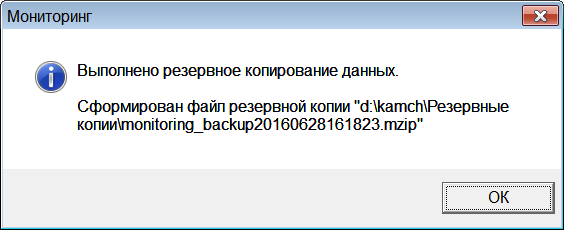 Мониторинг
Выполнено резервное копирование данных.
Сформирован файл резервной копии "d:\kamch\Резервные
копии\monitoring_backup20160628161823.mzip"
ОК